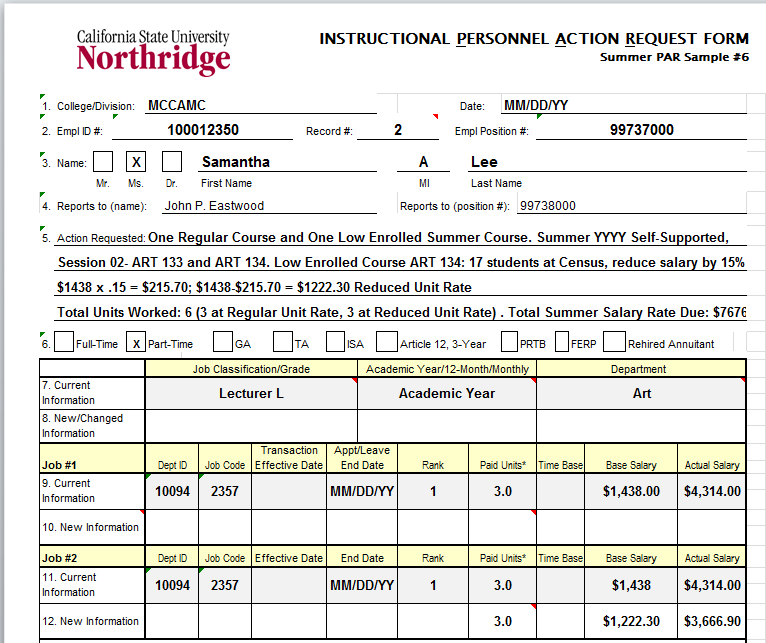 California State University
Northridge
INSTRUCTIONAL PERSONNEL ACTION REQUEST FORM
Summer PAR Sample #6
1. College/Division: MCCAMC Date: MM/DD/YY
2. Empl ID #: 100012350 Record #: 2 Empl Position #: 99737000
3. Name: X Samantha A Lee
Mr. Ms. Dr. First Name MI Last Name
4. Reports to (name): John P. Eastwood Reports to (position #): 99738000
5. Action Requested: One Regular Course and One Low Enrolled Summer Course. Summer YYYY Self-Supported,
Session 02- ART 133 and ART 134. Low Enrolled Course ART 134: 17 students at Census, reduce salary by 15%
$1438 x .15 = $215.70; $1438-$215.70 = $1222.30 Reduced Unit Rate
Total Units Worked: 6 (3 at Regular Unit Rate, 3 at Reduced Unit Rate) . Total Summer Salary Rate Due: $7676
6. Full-Time X Part-Time GA TA ISA Article 12, 3-Year PRTB FERP Rehired Annuitant
Job Classification/Grade Academic Year/12-Month/Monthly Department
7. Current Information Lecturer L Academic Year Art
8. New/Changed Information
Job #1 Dept ID Job Code Transaction Effective Date Appt/Leave End Date Rank Paid Units* Time Base Base Salary Actual Salary
9. Current Information 10094 2357 MM/DD/YY 1 3.0 $1,438.00 $4,314.00
10. New Information
Job #2 Dept ID Job Code Effective Date End Date Rank Paid Units* Time Base Base Salary Actual Salary
11. Current Information 10094 2357 MM/DD/YY 1 3.0 $1,438 $4,314.00
12. New Information 3.0 $1,222.30 $3,666.90